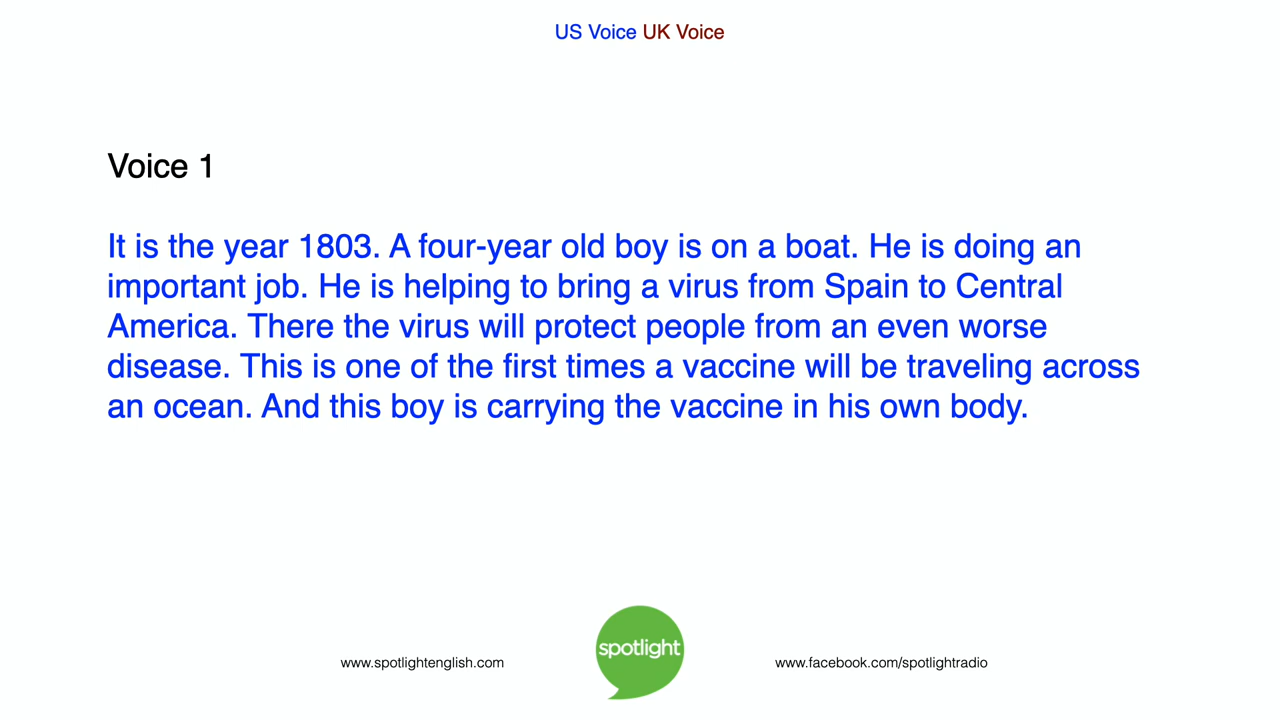 US Voice UK Voice
Voice 1
It is the year 1803. A four-year old boy is on a boat. He is doing an
important job. He is helping to bring a virus from Spain to Central
America. There the virus will protect people from an even worse
disease. This is one of the first times a vaccine will be traveling across
an ocean. And this boy is carrying the vaccine in his own body.
spotlight
www.spotlightenglish.com
www.facebook.com/spotlightradio